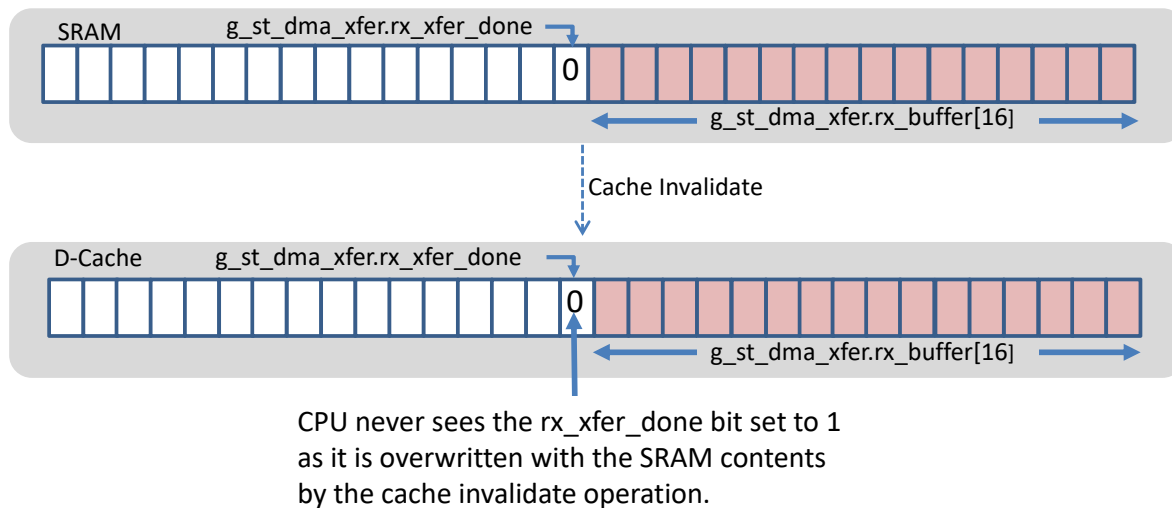 SRAM
g_st_dma_xfer.rx_xfer_done
0
g_st_dma_xfer.rx_buffer[16]
Cache Invalidate
D-Cache
g_st_dma_xfer.rx_xfer_done
0
g_st_dma_xfer.rx_buffer[16]
CPU never sees the rx_xfer_done bit set to 1
as it is overwritten with the SRAM contents
by the cache invalidate operation.